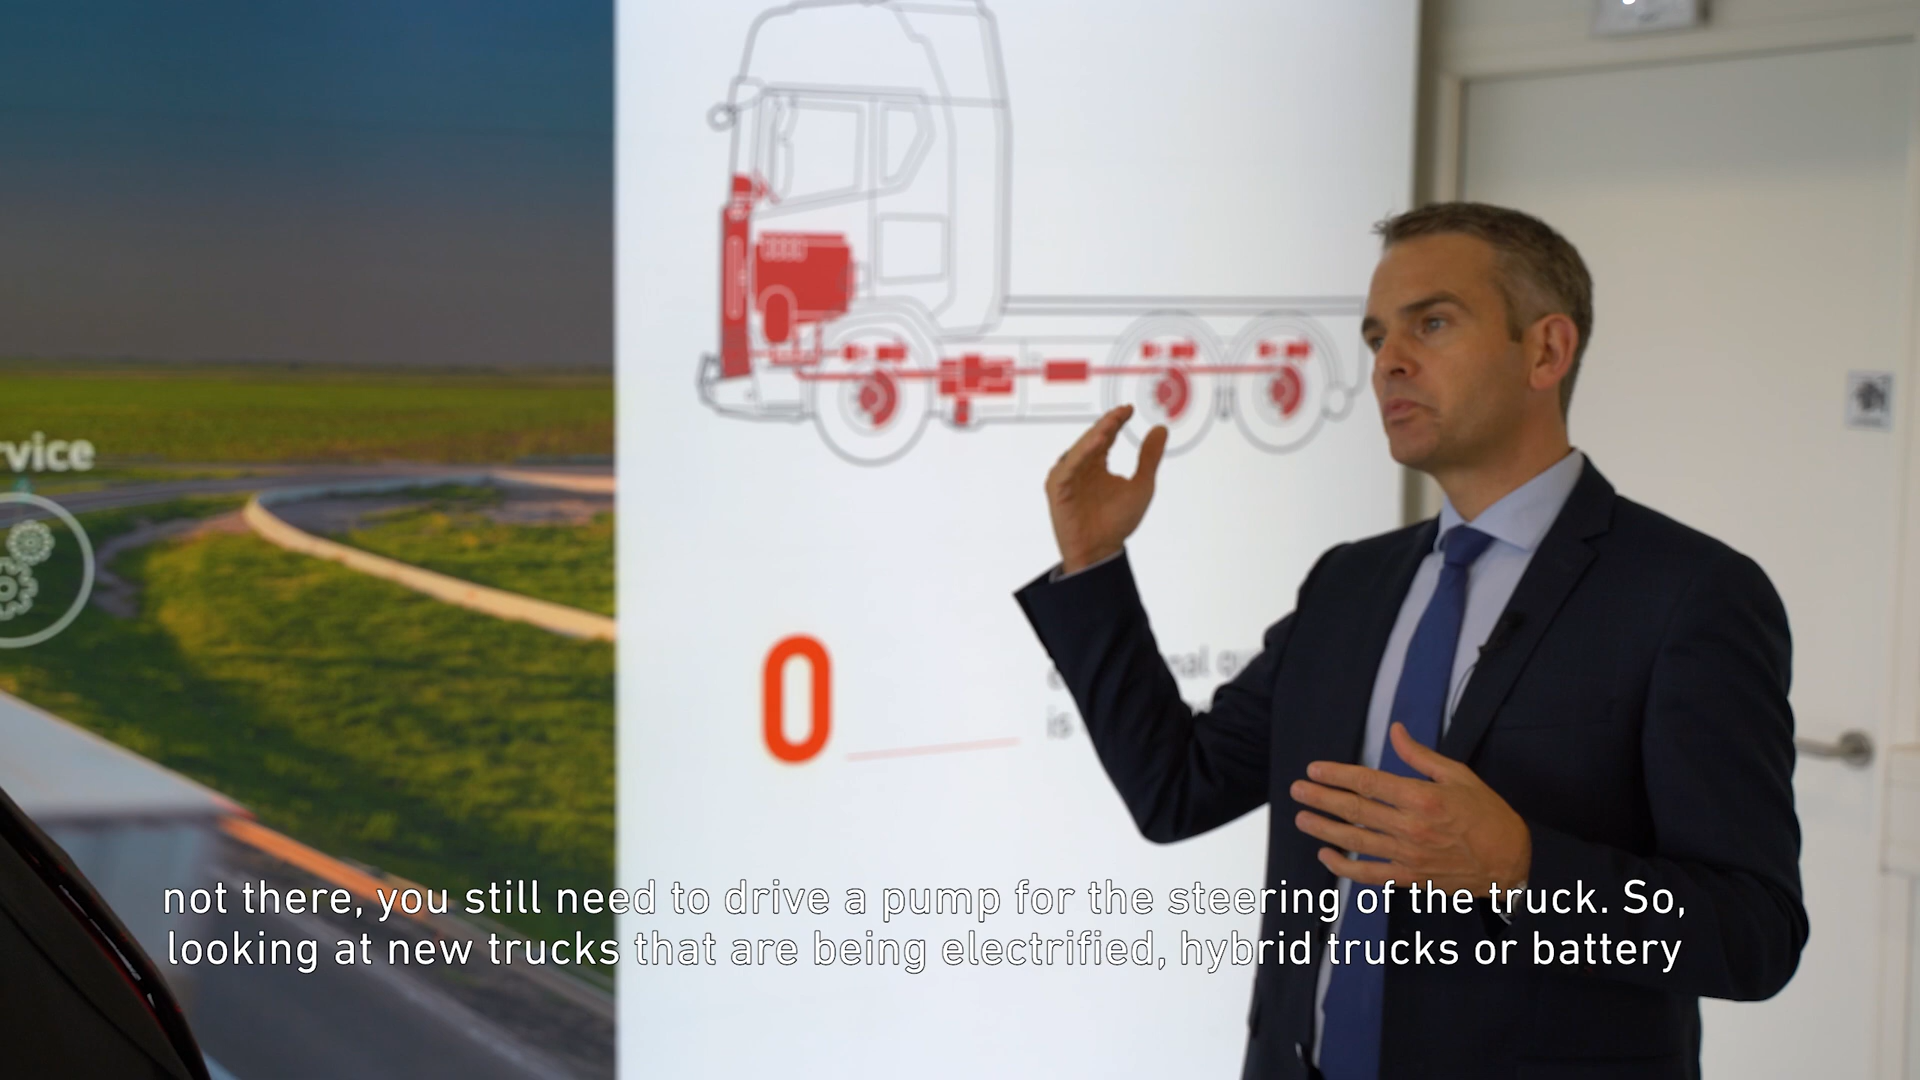 rvice
0
is
not there, you still need to drive a pump for the steering of the truck. So,
looking at new trucks that are being electrified, hybrid trucks or battery